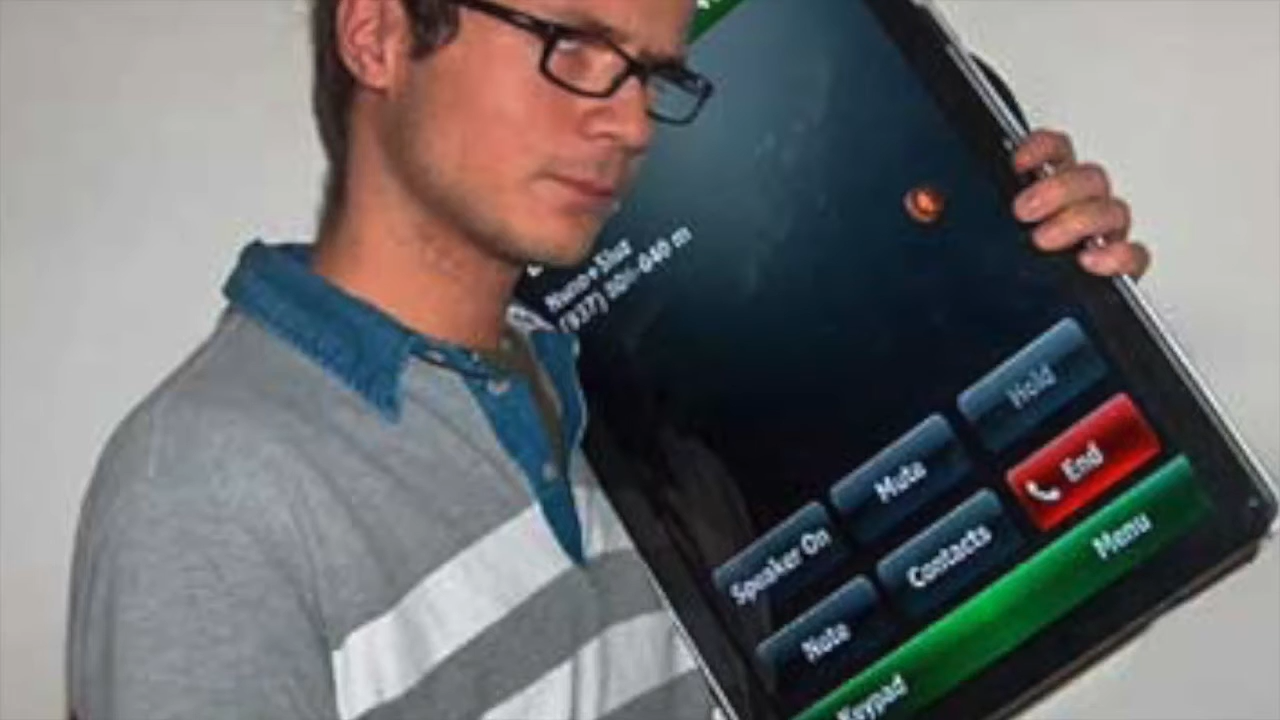 Hold
Mute
End
Speaker On
Contacts
Menu
Note
Keypad